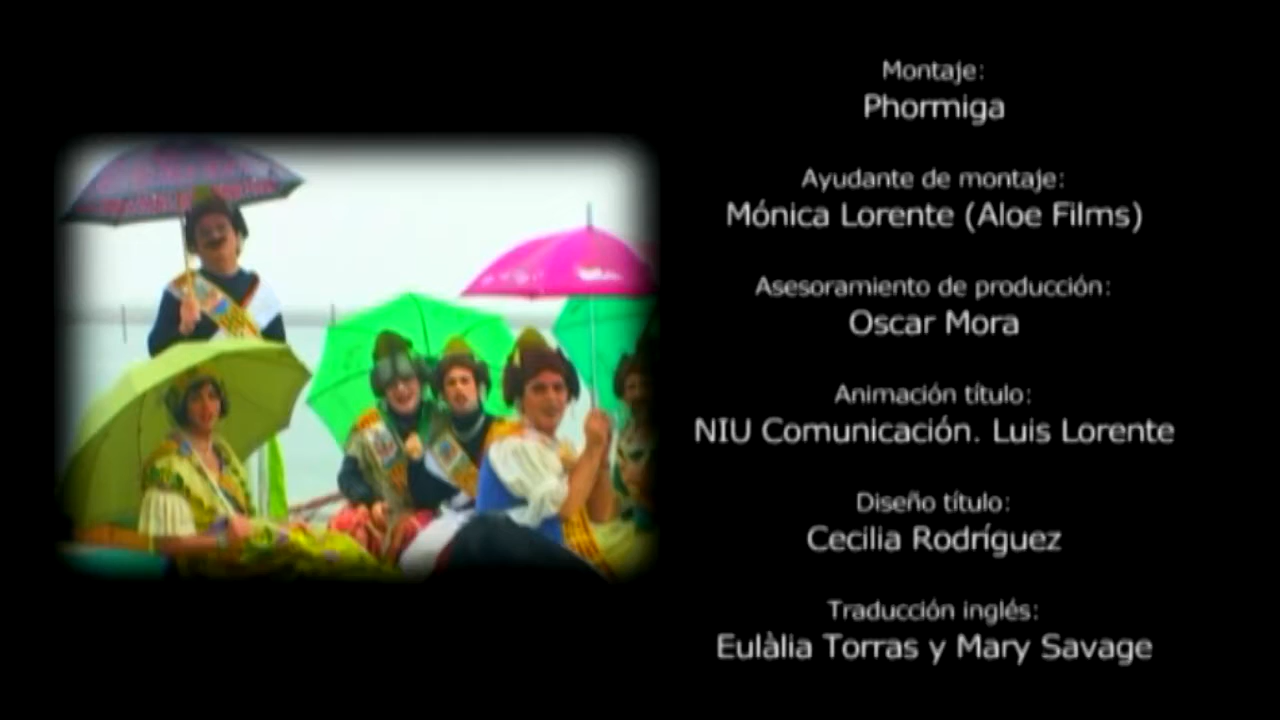 Montaje:
Phormiga
Ayudante de montaje:
Mónica Lorente (Aloe Films)
Asesoramiento de producción:
Oscar Mora
Animación título:
NIU Comunicación. Luis Lorente
Diseño título:
Cecilia Rodríguez
Traducción inglés:
Eulàlia Torras y Mary Savage